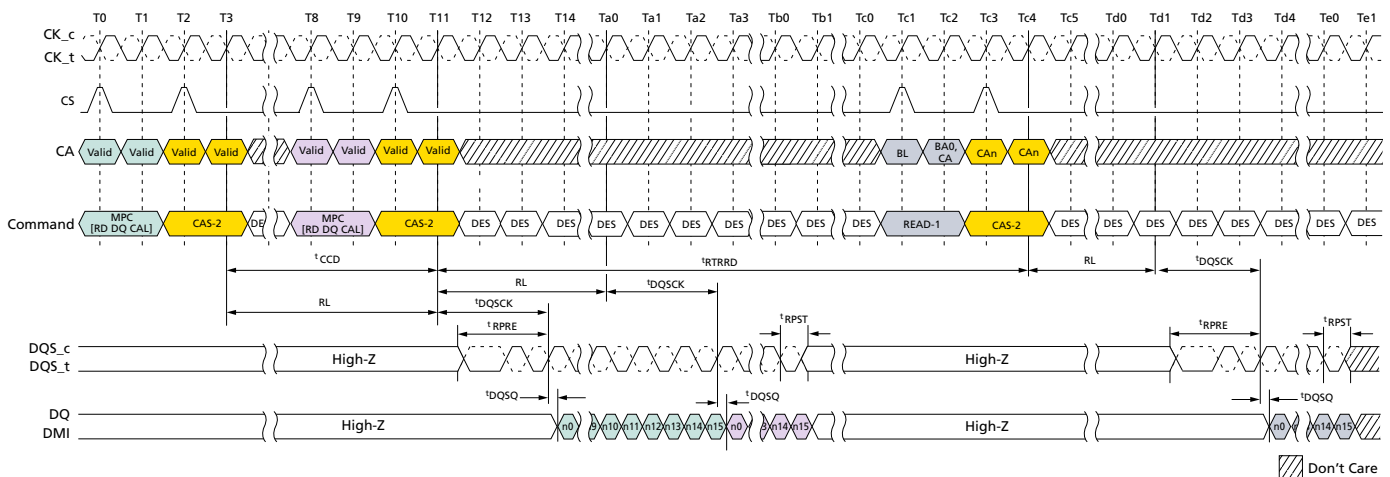 T0 T1 T2 T3 T8 T9 T10 T11 T12 T13 T14 Ta0 Ta1 Ta2 Ta3 Tb0 Tb1 Tc0 Tc1 Tc2 Tc3 Tc4 Tc5 Td0 Td1 Td2 Td3 Td4 Te0 Te1
CK_c
CK_t
CS
CA Valid Valid Valid Valid Valid Valid Valid Valid BL BA0, CA CAn CAn
Command MPC [RD DQ CAL] CAS-2 DE MPC [RD DQ CAL] CAS-2 DES DES DES DES DES DES DES DES DES READ-1 CAS-2 DES DES DES DES DES DES DES
tCCD tRTRRD RL tDQSCK
RL tDQSCK
RL tDQSCK
tRPRE tRPST tRPRE tRPST
DQS_c
DQS_t
High-Z High-Z
tDQSQ tDQSQ tDQSQ
DQ
DMI
High-Z n0 9 n10 n11 n12 n13 n14 n15 n0 3 n14 n15 High-Z n0 n14 n15
Don't Care